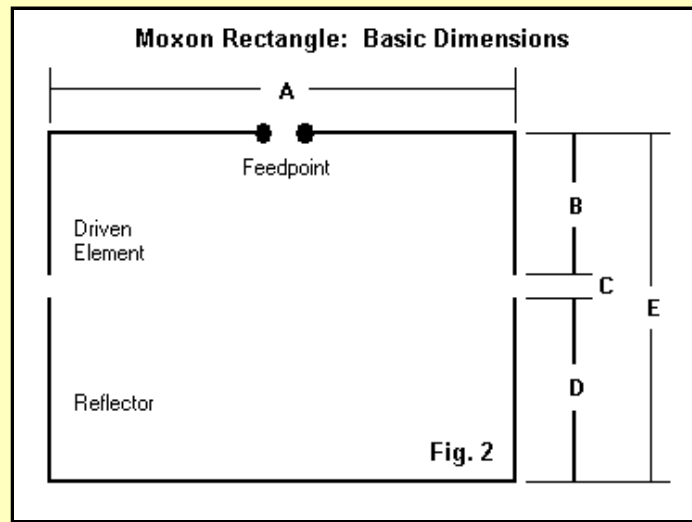 Moxon Rectangle: Basic Dimensions
A
Feedpoint
B
Driven
Element
C
E
D
Reflector
Fig. 2